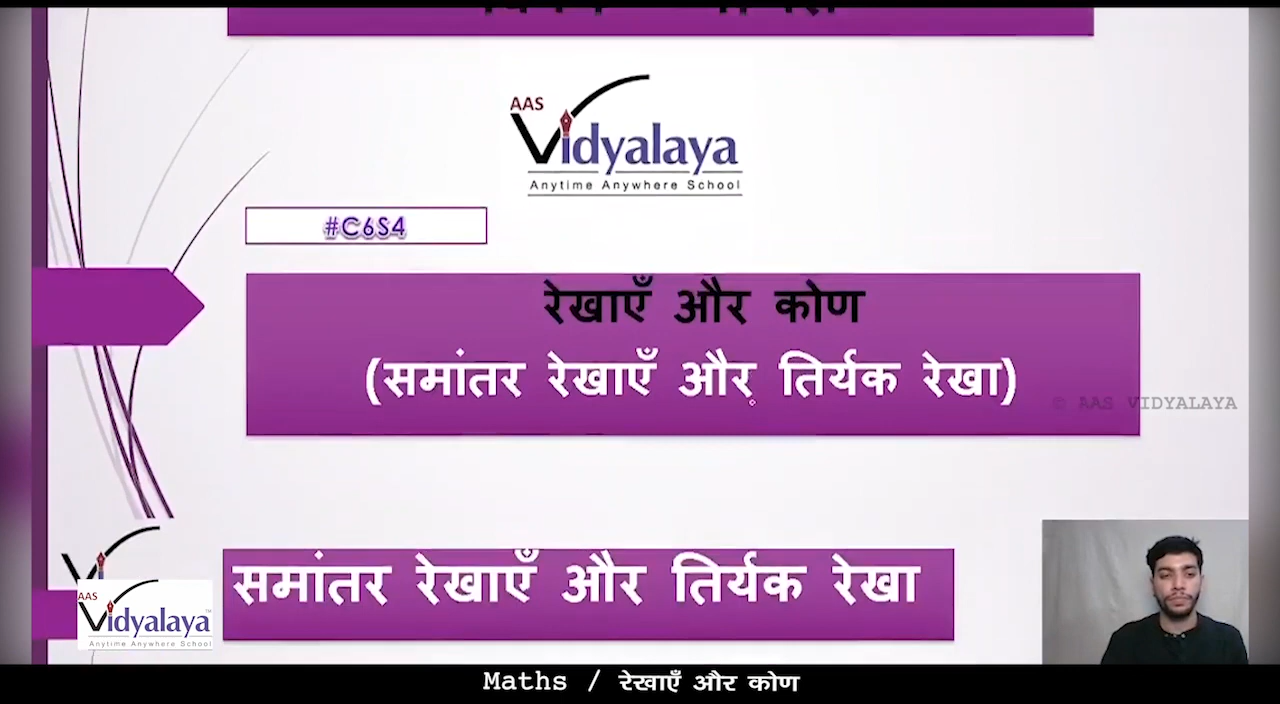 AAS
Vidyalaya
Anytime Anywhere School
#C6S4
रेखाएँ और कोण
(समांतर रेखाएँ और तिर्यक रेखा)
© AAS VIDYALAYA
समांतर रेखाएँ और तिर्यक रेखा
AAS
Vidyalaya
Anytime Anywhere School
Maths / रेखाएँ और कोण